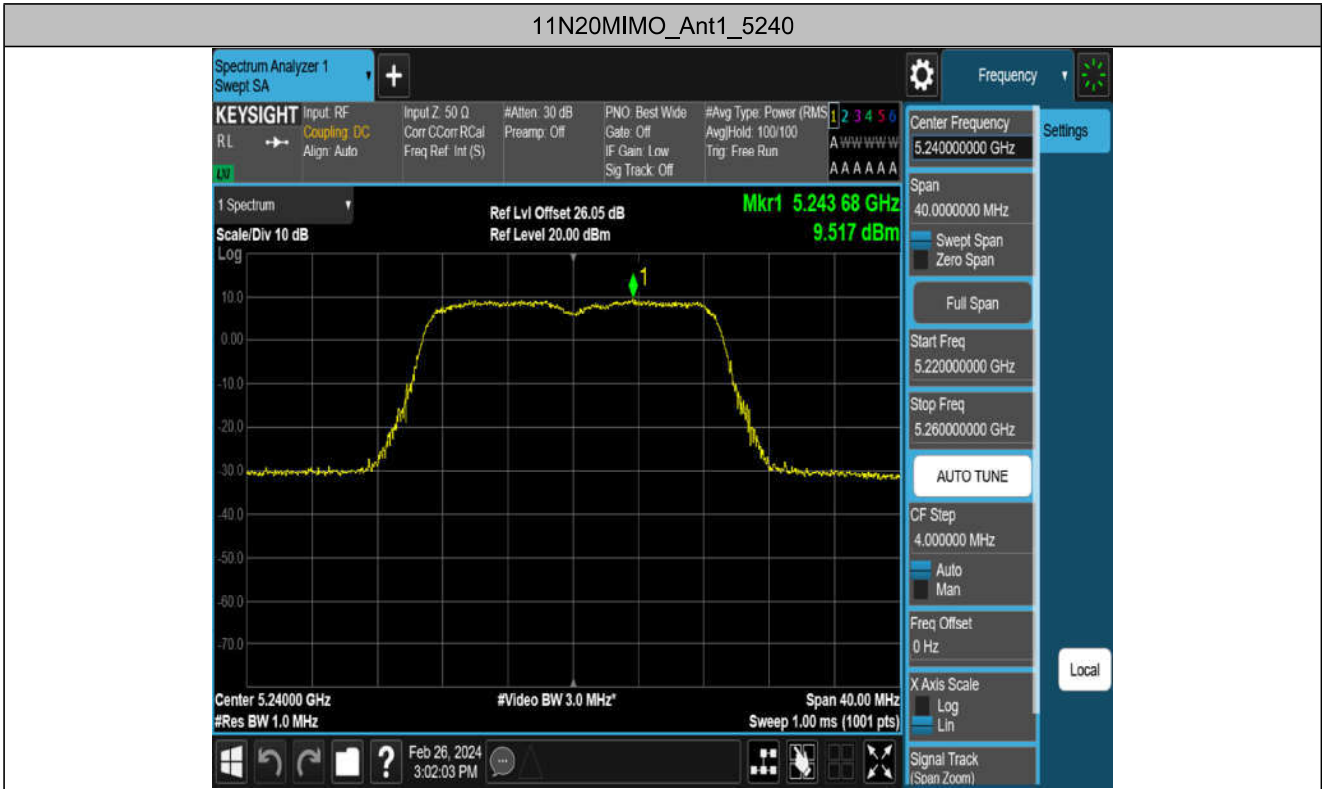 11N20MIMO_Ant1_5240
Spectrum Analyzer 1
Swept SA
Frequency
KEYSIGHT
RL
LXI
Input: RF
Coupling: DC
Align: Auto
Input Z: 50 Ω
Corr CCorr RCal
Freq Ref: Int (S)
#Atten: 30 dB
Preamp: Off
PNO: Best Wide
Gate: Off
IF Gain: Low
Sig Track: Off
#Avg Type: Power (RMS
Avg|Hold: 100/100
Trig: Free Run
1 2 3 4 5 6
A W W W W W
A A A A A A
Center Frequency
5.240000000 GHz
Settings
Span
40.0000000 MHz
Swept Span
Zero Span
Full Span
Start Freq
5.220000000 GHz
Stop Freq
5.260000000 GHz
AUTO TUNE
CF Step
4.000000 MHz
Auto
Man
Freq Offset
0 Hz
X Axis Scale
Log
Lin
Local
Signal Track
(Span Zoom)
1 Spectrum
Scale/Div 10 dB
Log
Ref Lvl Offset 26.05 dB
Ref Level 20.00 dBm
Mkr1 5.243 68 GHz
9.517 dBm
1
10.0
0.00
-10.0
-20.0
-30.0
-40.0
-50.0
-60.0
-70.0
Center 5.24000 GHz
#Res BW 1.0 MHz
#Video BW 3.0 MHz*
Span 40.00 MHz
Sweep 1.00 ms (1001 pts)
Feb 26, 2024
3:02:03 PM